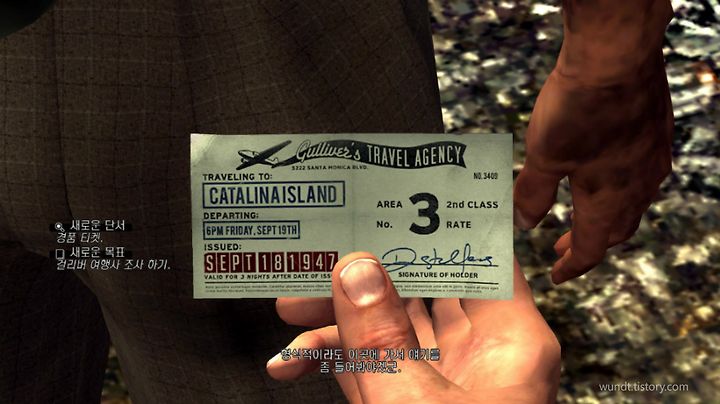 Gulliver's TRAVEL AGENCY
5222 SANTA MONICA BLVD.
TRAVELING TO:
CATALINA ISLAND
DEPARTING:
6PM FRIDAY, SEPT 19TH
ISSUED:
SEPT 18 1947
VALID FOR 3 NIGHTS AFTER DATE OF
NO. 3409
AREA 3 2nd CLASS
No. RATE
SIGNATURE OF HOLDER
새로운 단서
경품 티켓.
새로운 목표
걸리버 여행사 조사 하기.
형식적이라도 이곳에 가서 얘기를
좀 들어봐야겠군.
wundt.tistory.com